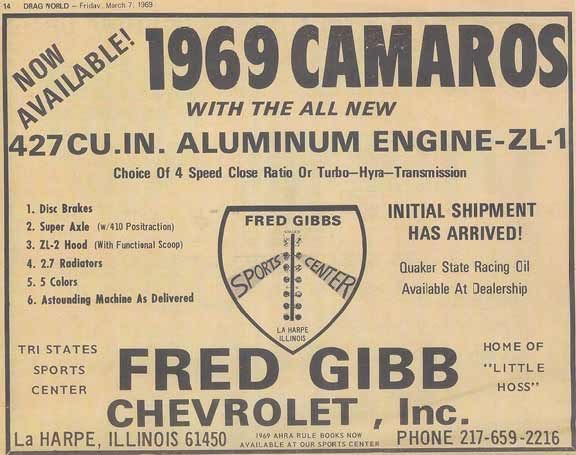 14 DRAG WORLD — Friday, March 7, 1969
NOW AVAILABLE!
1969 CAMAROS
WITH THE ALL NEW
427 CU.IN. ALUMINUM ENGINE-ZL-1
Choice Of 4 Speed Close Ratio Or Turbo—Hyra—Transmission
1. Disc Brakes
2. Super Axle (w/410 Positraction)
3. ZL-2 Hood (With Functional Scoop)
4. 2.7 Radiators
5. 5 Colors
6. Astounding Machine As Delivered
FRED GIBBS
SPORTS CENTER
LA HARPE
ILLINOIS
INITIAL SHIPMENT
HAS ARRIVED!
Quaker State Racing Oil
Available At Dealership
TRI STATES
SPORTS
CENTER
FRED GIBB
CHEVROLET , Inc.
HOME OF
"LITTLE
HOSS"
La HARPE, ILLINOIS 61450
1969 AHRA RULE BOOKS NOW
AVAILABLE AT OUR SPORTS CENTER
PHONE 217-659-2216